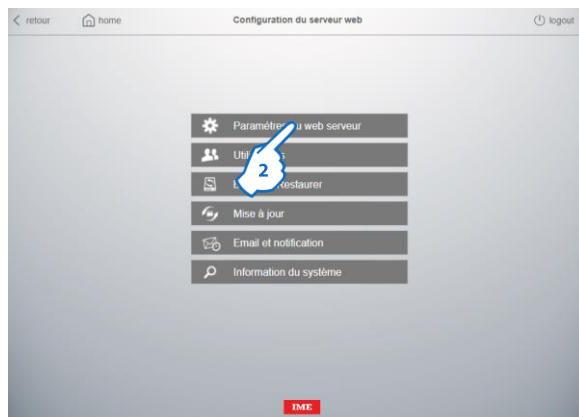 retour home Configuration du serveur web logout
Paramètres du web serveur
2
Mise à jour
Email et notification
Information du système
Restaurer
IME